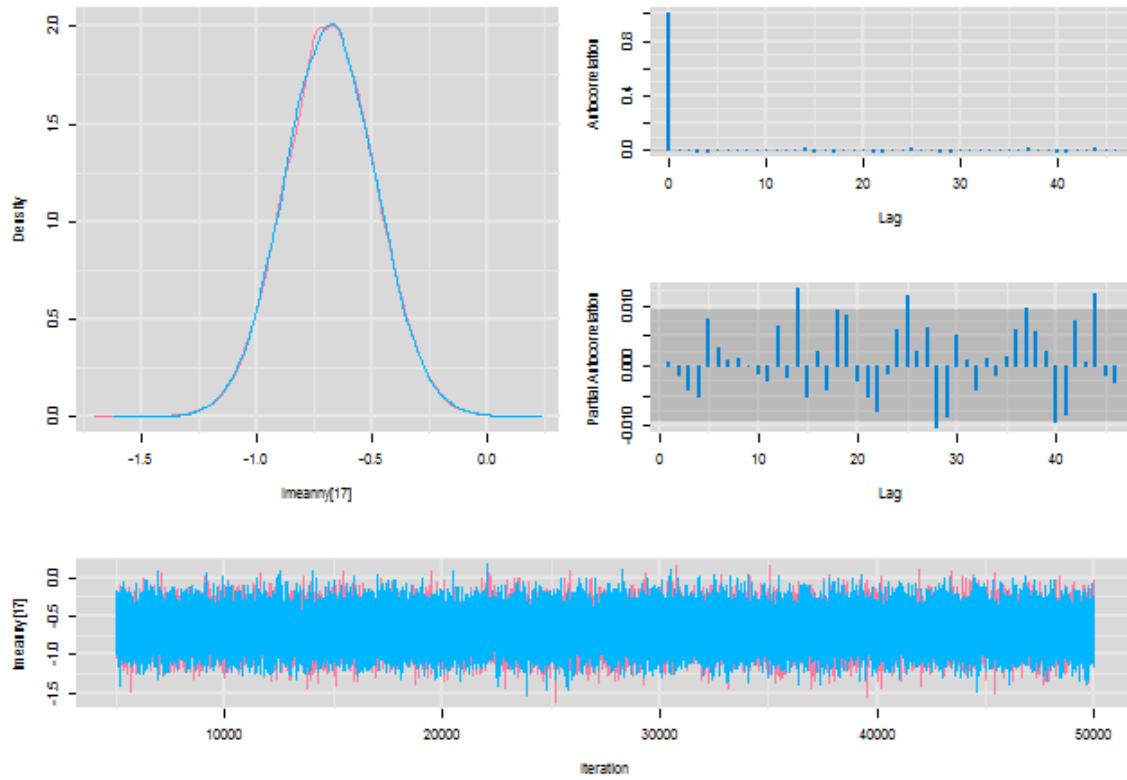 Density
0.0 0.5 1.0 1.5 2.0
-1.5 -1.0 -0.5 0.0
lmeanny[17]
Autocorrelation
0.0 0.4 0.8
0 10 20 30 40
Lag
Partial Autocorrelation
-0.010 0.000 0.010
0 10 20 30 40
Lag
lmeanny[17]
-1.5 -1.0 -0.5 0.0
10000 20000 30000 40000 50000
Iteration